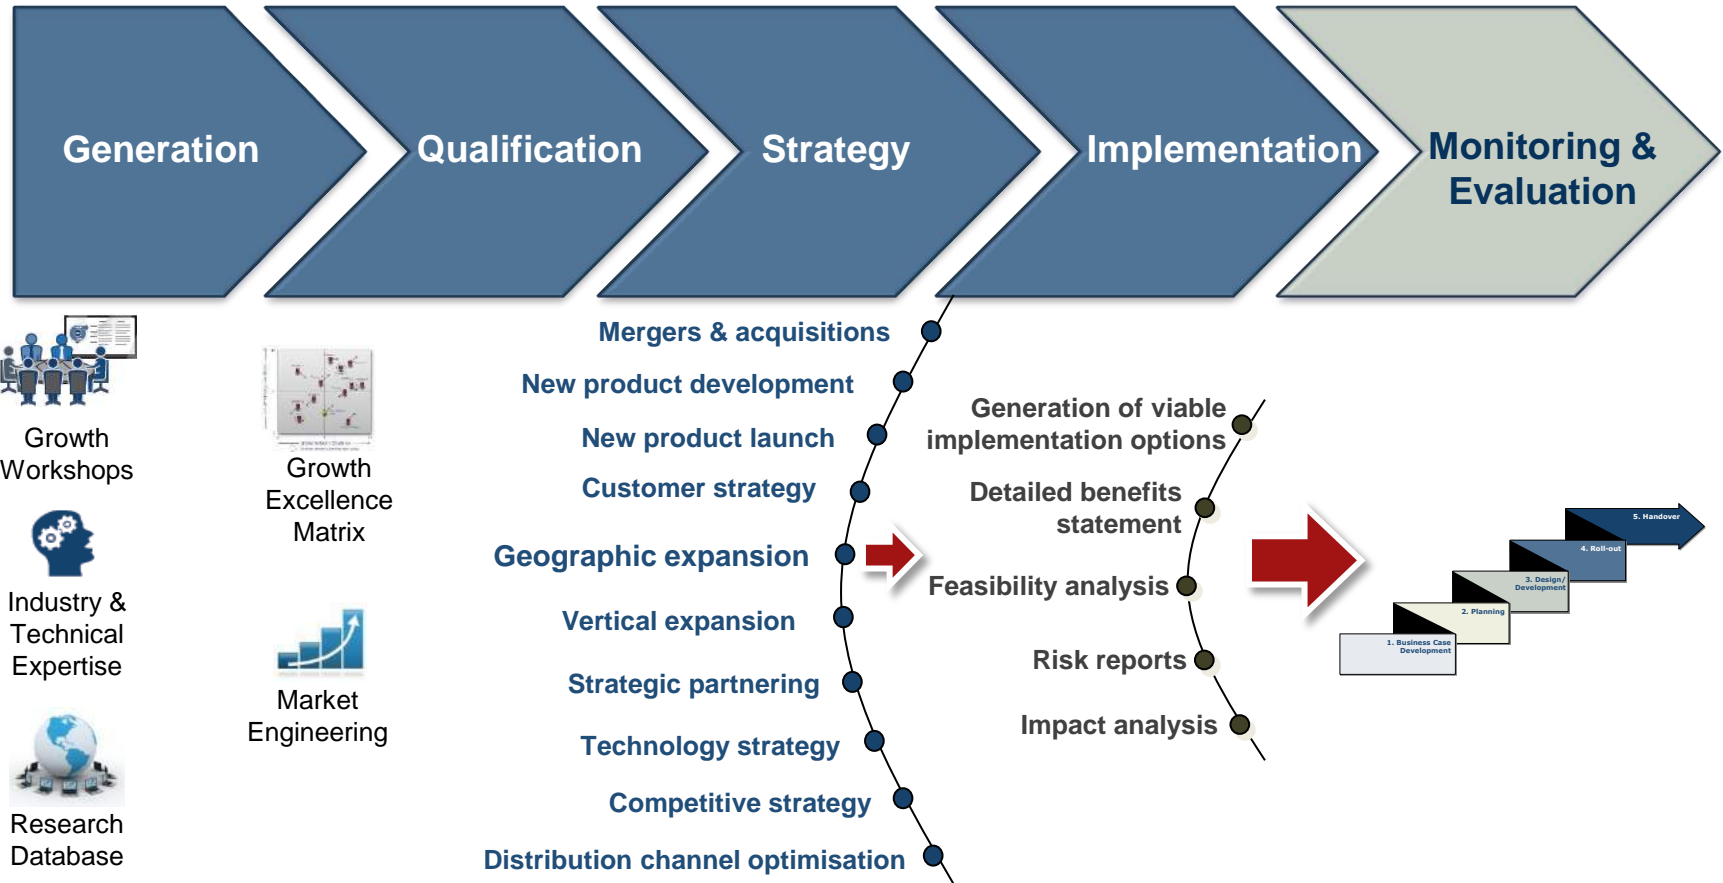 Generation
Qualification
Strategy
Implementation
Monitoring &
Evaluation
Growth
Workshops
Industry &
Technical
Expertise
Research
Database
Growth
Excellence
Matrix
Market
Engineering
Mergers & acquisitions
New product development
New product launch
Customer strategy
Geographic expansion
Vertical expansion
Strategic partnering
Technology strategy
Competitive strategy
Distribution channel optimisation
Generation of viable
implementation options
Detailed benefits
statement
Feasibility analysis
Risk reports
Impact analysis
1. Business Case
Development
2. Planning
3. Design/
Development
4. Roll-out
5. Handover